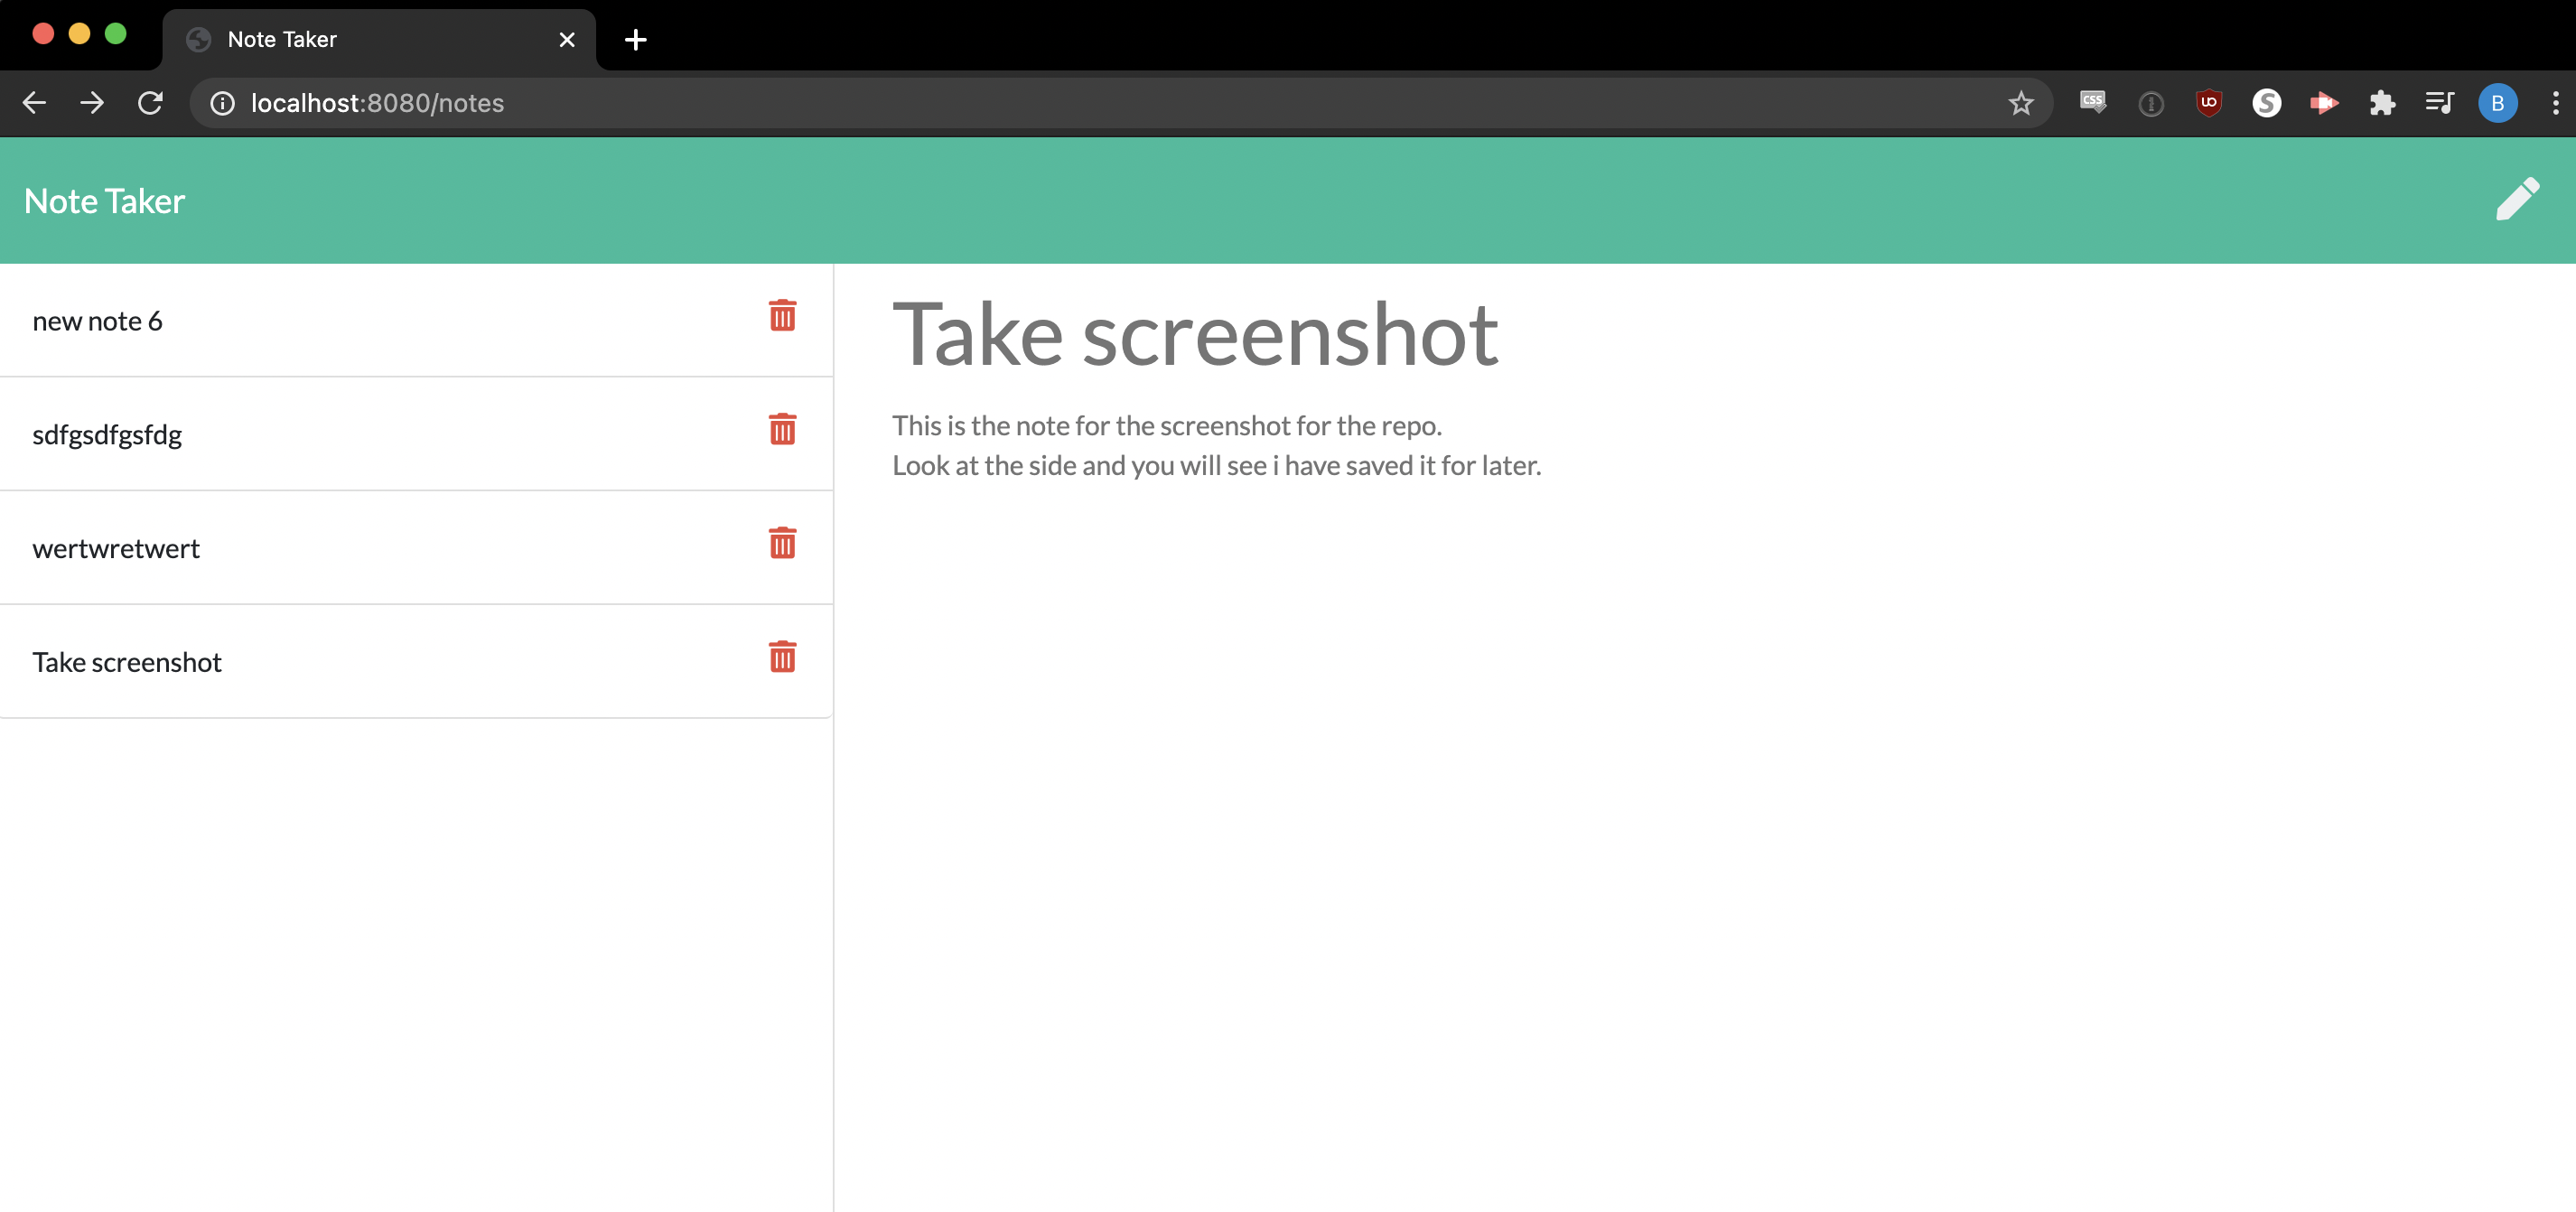 Note Taker
localhost:8080/notes
CSS
B
Note Taker
new note 6
sdfgsdfgsfdg
wertwretwert
Take screenshot
Take screenshot
This is the note for the screenshot for the repo.
Look at the side and you will see i have saved it for later.